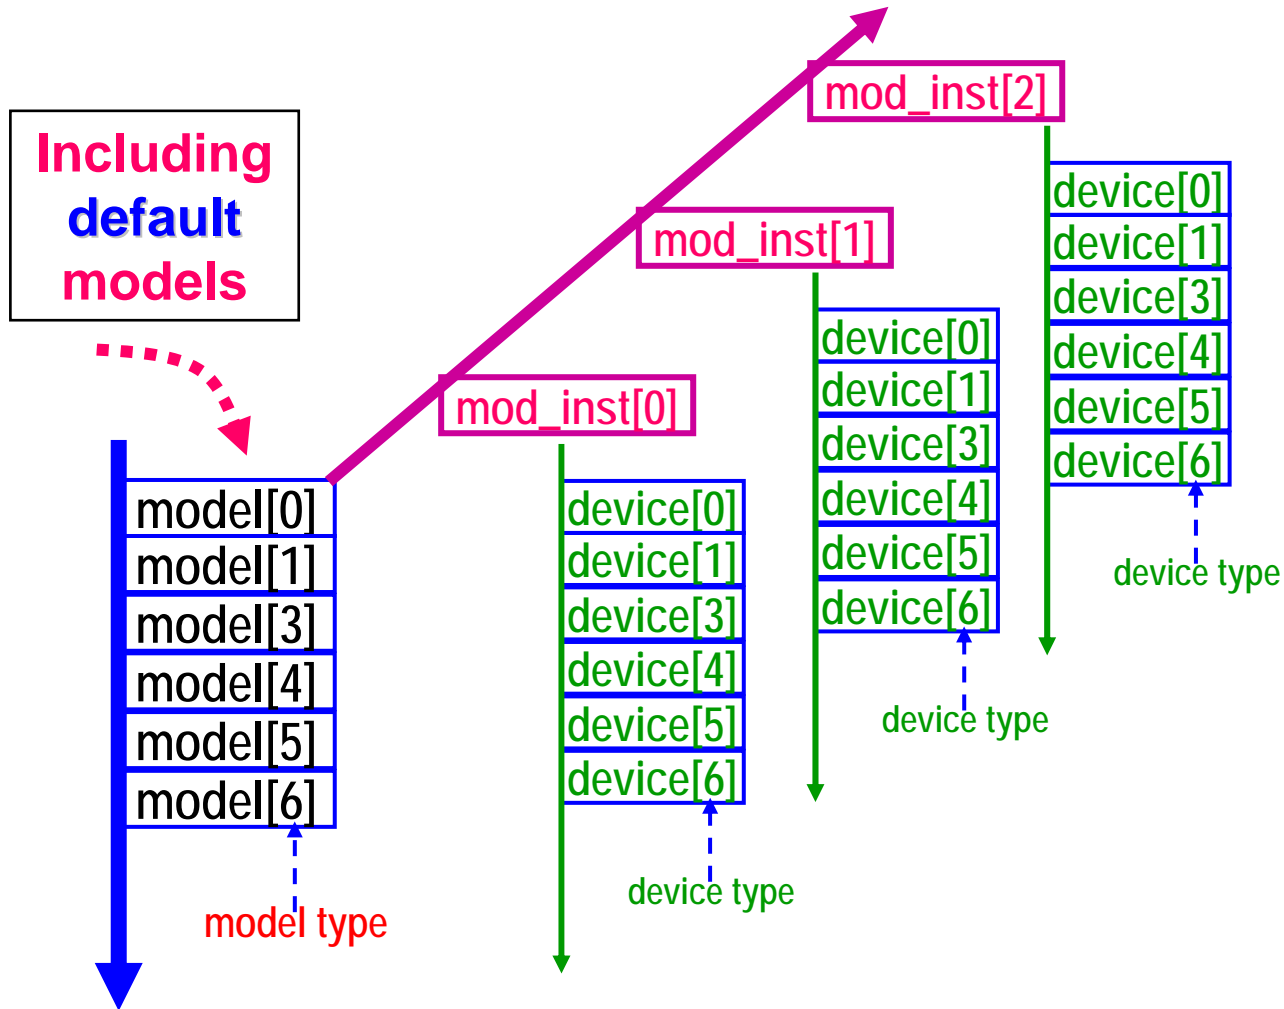 Including
default
models
model[0]
model[1]
model[3]
model[4]
model[5]
model[6]
model type
mod_inst[0]
device[0]
device[1]
device[3]
device[4]
device[5]
device[6]
device type
mod_inst[1]
device[0]
device[1]
device[3]
device[4]
device[5]
device[6]
device type
mod_inst[2]
device[0]
device[1]
device[3]
device[4]
device[5]
device[6]
device type